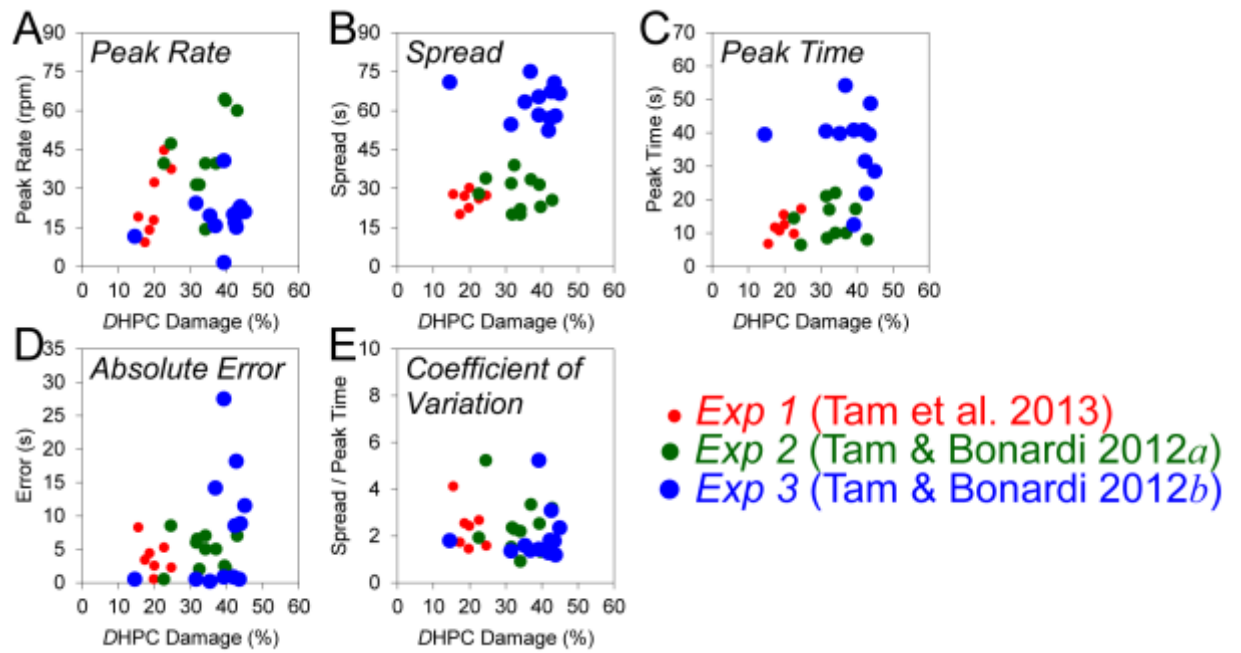 A
Peak Rate
Peak Rate (rpm)
90
75
60
45
30
15
0
0 10 20 30 40 50 60
DHPC Damage (%)
B
Spread
Spread (s)
90
75
60
45
30
15
0
0 10 20 30 40 50 60
DHPC Damage (%)
C
Peak Time
Peak Time (s)
70
60
50
40
30
20
10
0
0 10 20 30 40 50 60
DHPC Damage (%)
D
Absolute Error
Error (s)
35
30
25
20
15
10
5
0
0 10 20 30 40 50 60
DHPC Damage (%)
E
Coefficient of
Variation
Spread / Peak Time
10
8
6
4
2
0
0 10 20 30 40 50 60
DHPC Damage (%)
Exp 1 (Tam et al. 2013)
Exp 2 (Tam & Bonardi 2012a)
Exp 3 (Tam & Bonardi 2012b)